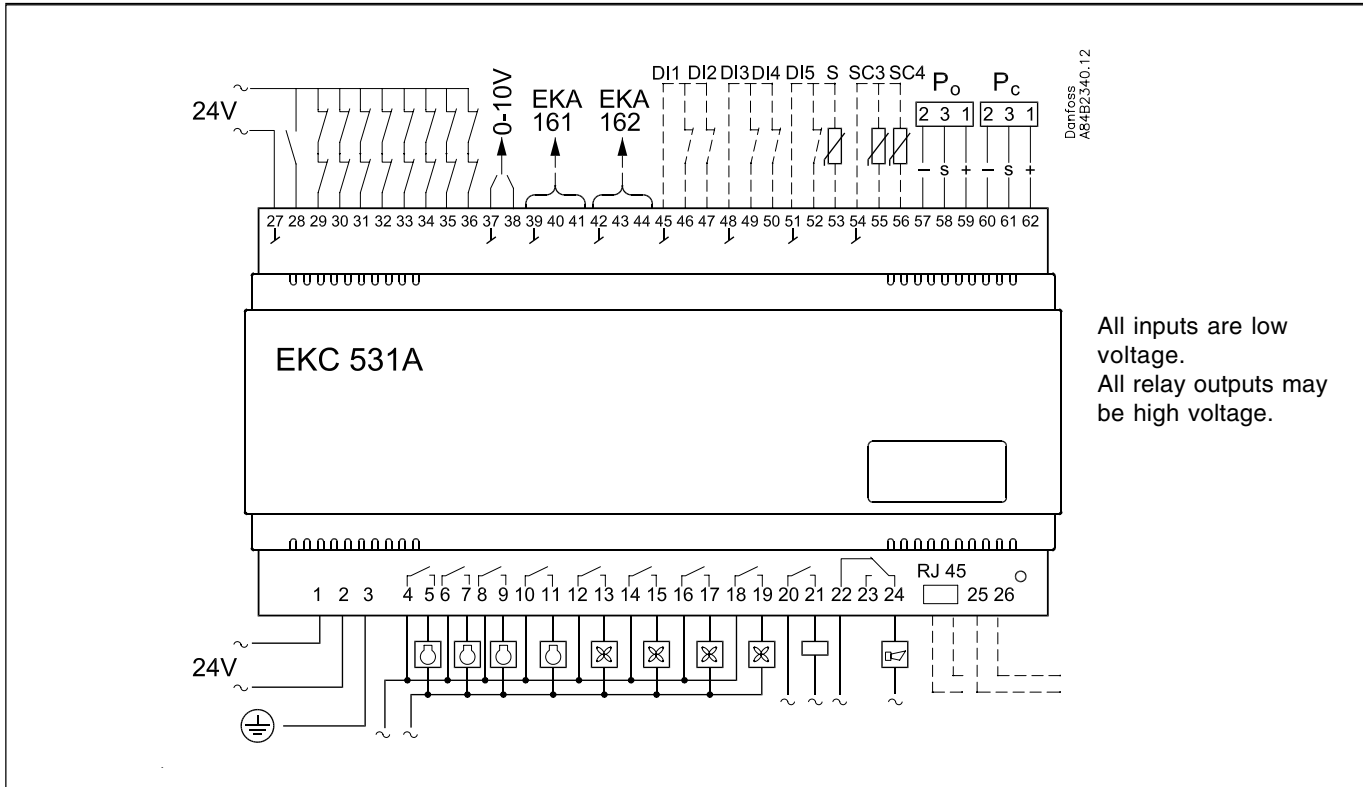 DI1 DI2 DI3 DI4 DI5 S SC3 SC4
Po Pc
2 3 1 2 3 1
24V
0-10V
EKA 161
EKA 162
− s + − s +
Danfoss
A84B2340.12
27 28 29 30 31 32 33 34 35 36 37 38 39 40 41 42 43 44 45 46 47 48 49 50 51 52 53 54 55 56 57 58 59 60 61 62
EKC 531A
All inputs are low
voltage.
All relay outputs may
be high voltage.
RJ 45
1 2 3 4 5 6 7 8 9 10 11 12 13 14 15 16 17 18 19 20 21 22 23 24 25 26
24V